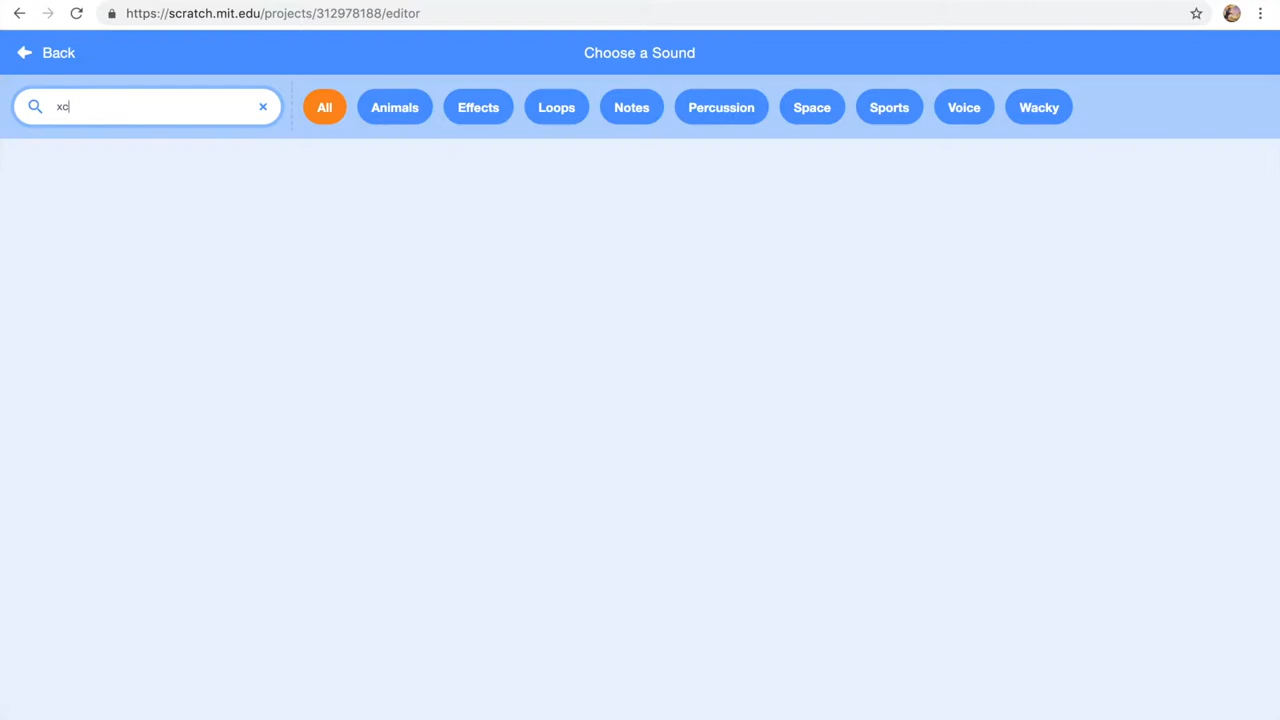 https://scratch.mit.edu/projects/312978188/editor
Back
Choose a Sound
xc
All
Animals
Effects
Loops
Notes
Percussion
Space
Sports
Voice
Wacky